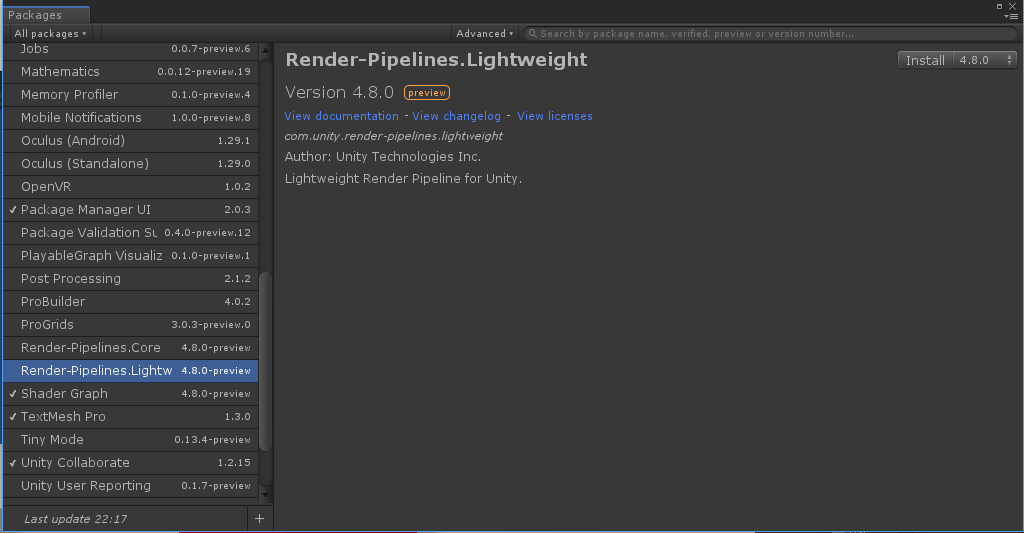 Packages
All packages
Advanced
Search by package name, verified, preview or version number...
Jobs 0.0.7-preview.6
Mathematics 0.0.12-preview.19
Memory Profiler 0.1.0-preview.4
Mobile Notifications 1.0.0-preview.8
Oculus (Android) 1.29.1
Oculus (Standalone) 1.29.0
OpenVR 1.0.2
✓ Package Manager UI 2.0.3
Package Validation Su 0.4.0-preview.12
PlayableGraph Visualiz 0.1.0-preview.1
Post Processing 2.1.2
ProBuilder 4.0.2
ProGrids 3.0.3-preview.0
Render-Pipelines.Core 4.8.0-preview
Render-Pipelines.Lightw 4.8.0-preview
✓ Shader Graph 4.8.0-preview
✓ TextMesh Pro 1.3.0
Tiny Mode 0.13.4-preview
✓ Unity Collaborate 1.2.15
Unity User Reporting 0.1.7-preview
Last update 22:17
+
Render-Pipelines.Lightweight
Install 4.8.0
Version 4.8.0 preview
View documentation - View changelog - View licenses
com.unity.render-pipelines.lightweight
Author: Unity Technologies Inc.
Lightweight Render Pipeline for Unity.